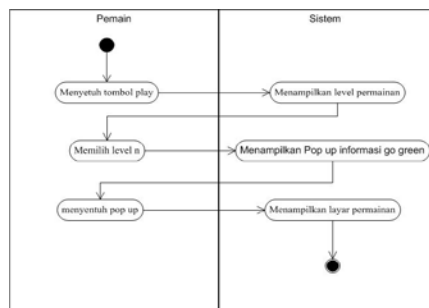 Pemain
Sistem
Menyetuh tombol play
Menampilkan level permainan
Memilih level n
Menampilkan Pop up informasi go green
menyentuh pop up
Menampilkan layar permainan